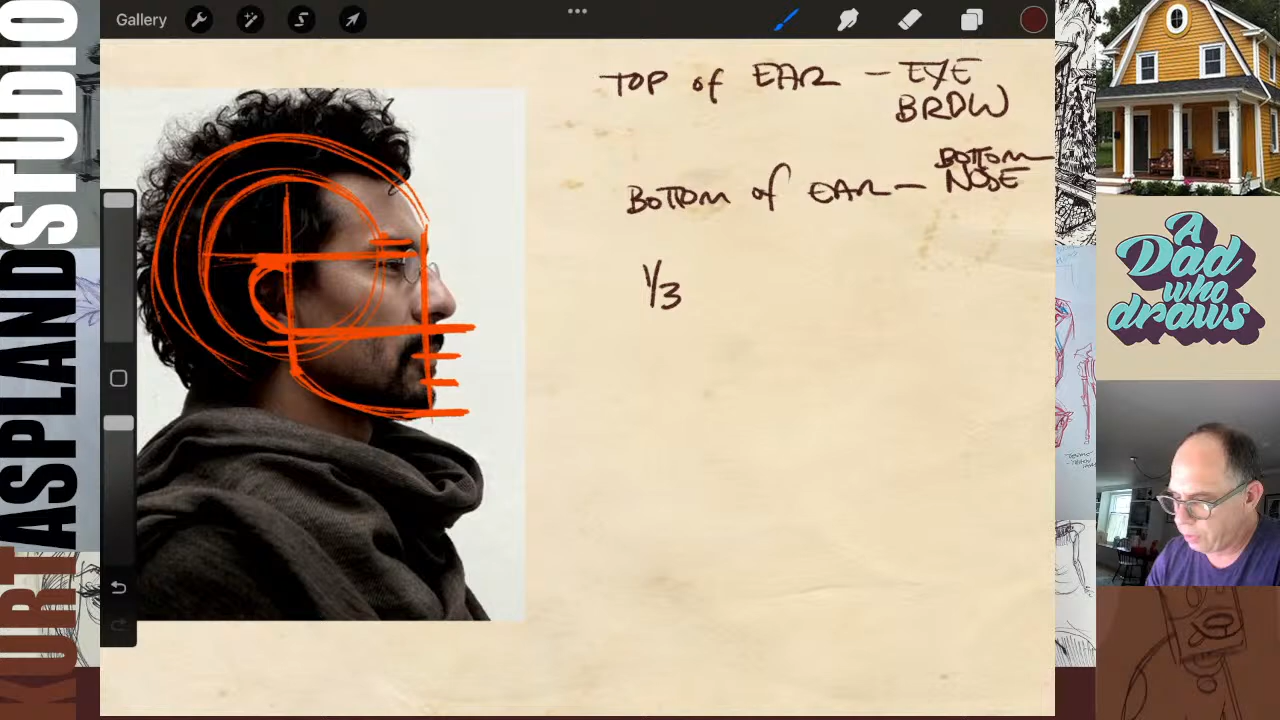 Gallery
TOP of EAR – EYE
BROW
BOTTOM of EAR – BOTTOM
NOSE
1/3
KURT ASPLAND STUDIO
A
Dad
who
draws